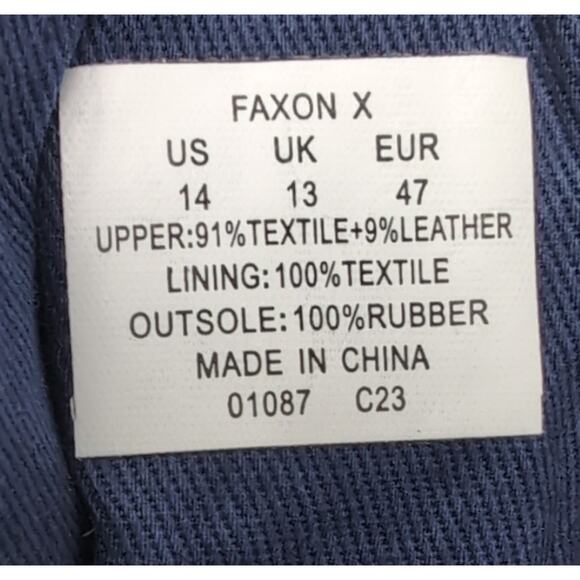 FAXON X
US UK EUR
14 13 47
UPPER:91%TEXTILE+9%LEATHER
LINING:100%TEXTILE
OUTSOLE:100%RUBBER
MADE IN CHINA
01087 C23